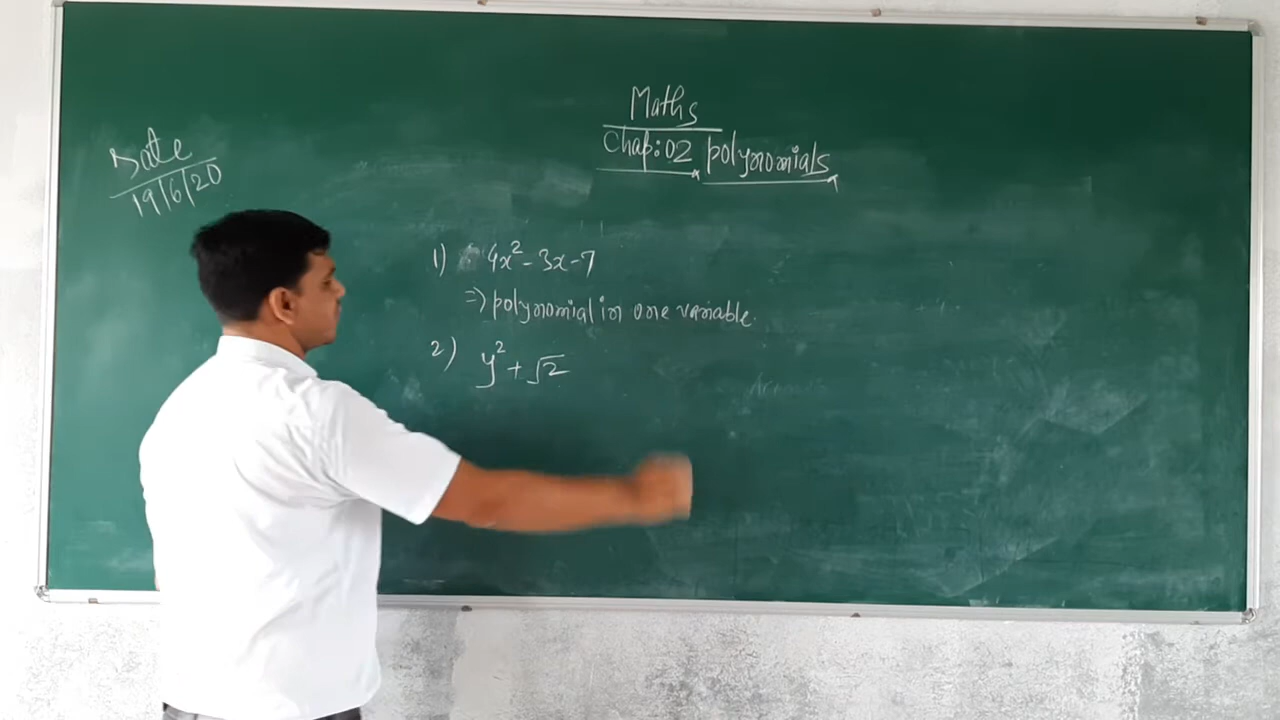 Maths
Chap:02 polynomials
Date
19/6/20
1) 4x²-3x-7
=) polynomial in one variable.
2) y²+√2